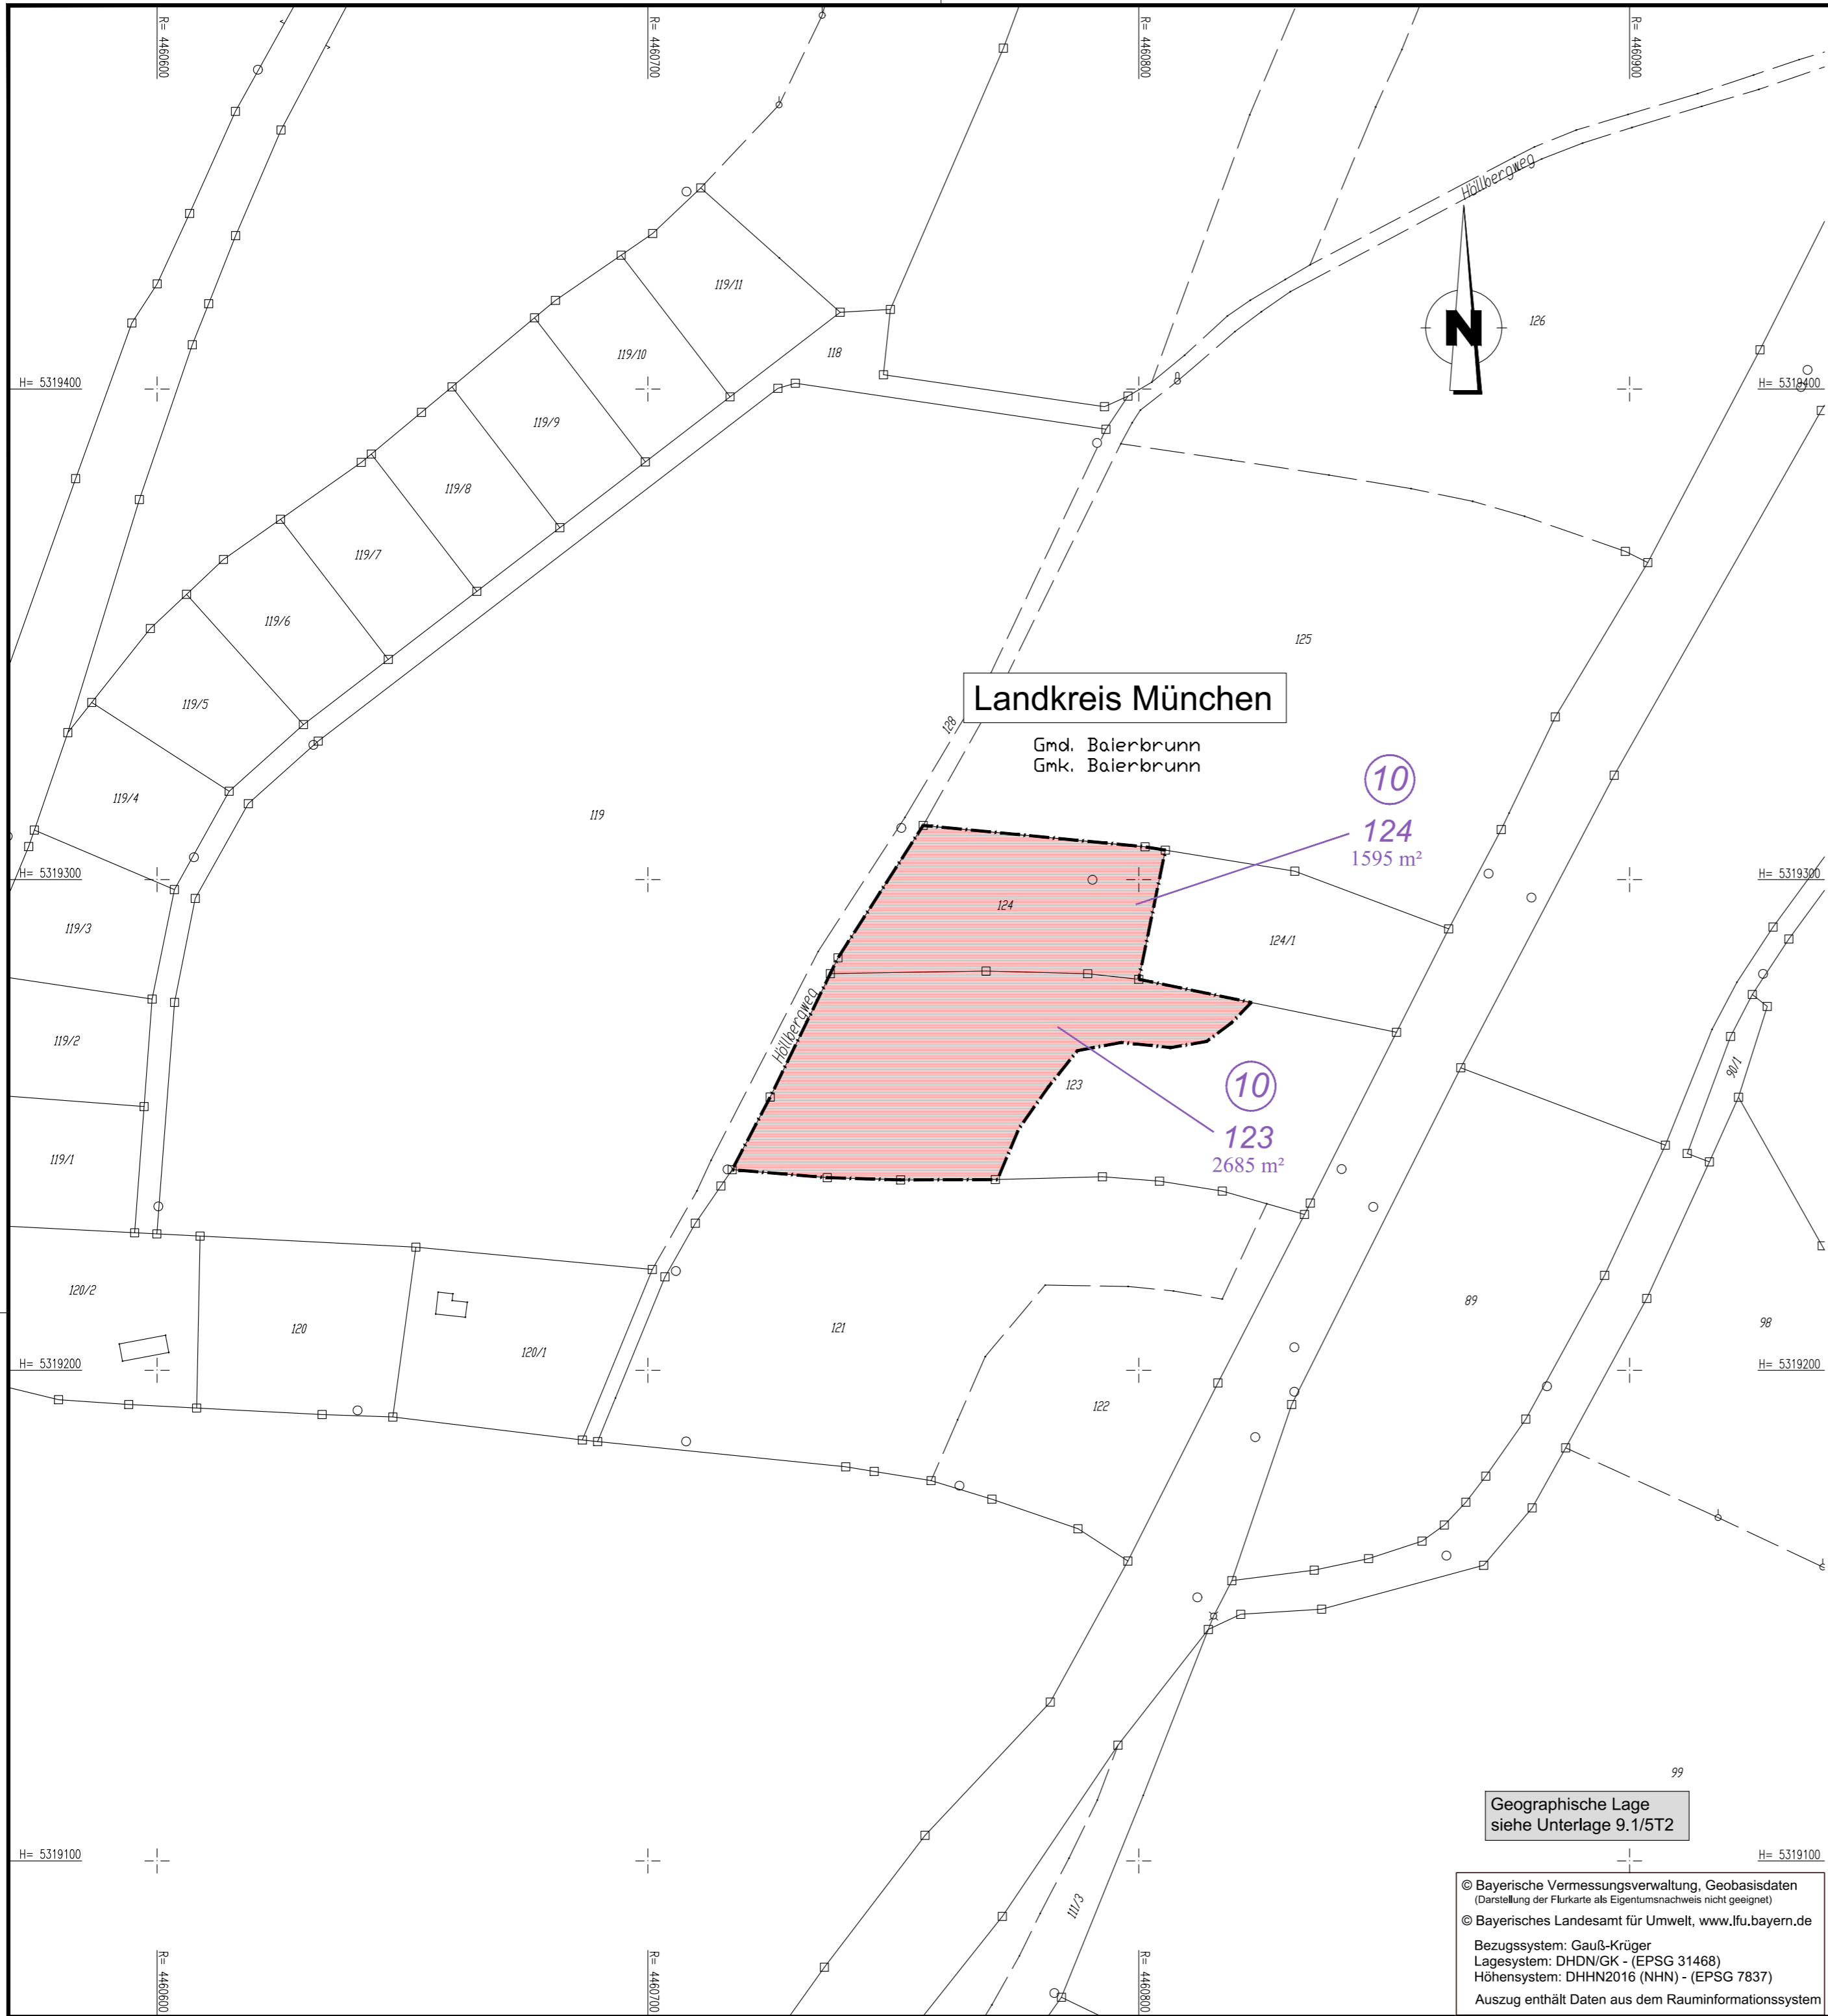 R= 4460600
R= 4460700
R= 4460800
R= 4460900
Höllbergweg
N
126
119/11
118
119/10
H= 5319400
H= 5319400
119/9
119/8
119/7
119/6
125
119/5
Landkreis München
128
Gmd. Baierbrunn
Gmk. Baierbrunn
10
124
1595 m²
119/4
119
H= 5319300
H= 5319300
124
119/3
124/1
Höllbergweg
119/2
90/1
123
10
123
2685 m²
119/1
120/2
120
120/1
121
89
98
H= 5319200
H= 5319200
122
99
Geographische Lage
siehe Unterlage 9.1/5T2
H= 5319100
H= 5319100
111/3
© Bayerische Vermessungsverwaltung, Geobasisdaten
(Darstellung der Flurkarte als Eigentumsnachweis nicht geeignet)
© Bayerisches Landesamt für Umwelt, www.lfu.bayern.de
Bezugssystem: Gauß-Krüger
Lagesystem: DHDN/GK - (EPSG 31468)
Höhensystem: DHHN2016 (NHN) - (EPSG 7837)
Auszug enthält Daten aus dem Rauminformationssystem
R= 4460600
R= 4460700
R= 4460800